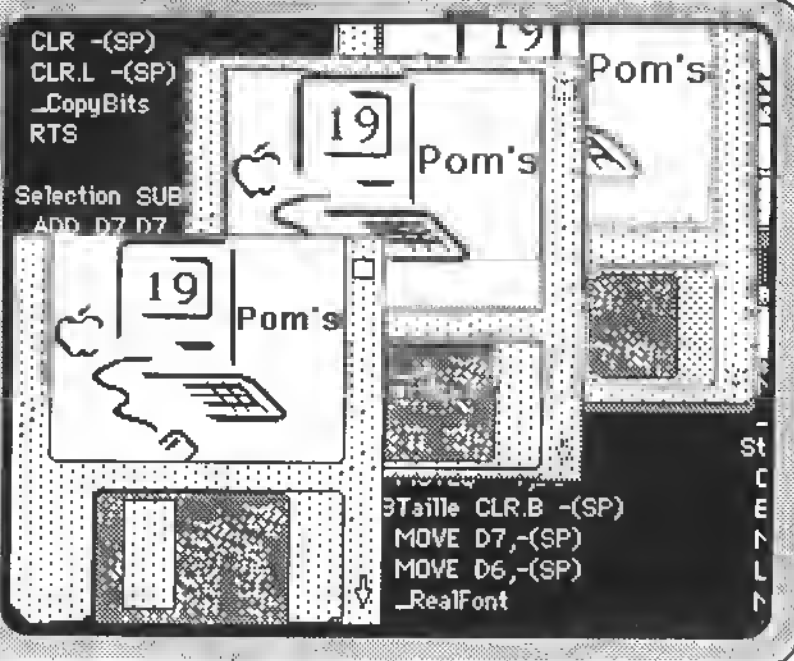 CLR -(SP)
CLR.L -(SP)
_CopyBits
RTS
Selection SUB
ADD D7 D7
19
Pom's
19
Pom's
19
Pom's
BTaille CLR.B -(SP)
MOVE D7,-(SP)
MOVE D6,-(SP)
_RealFont
St